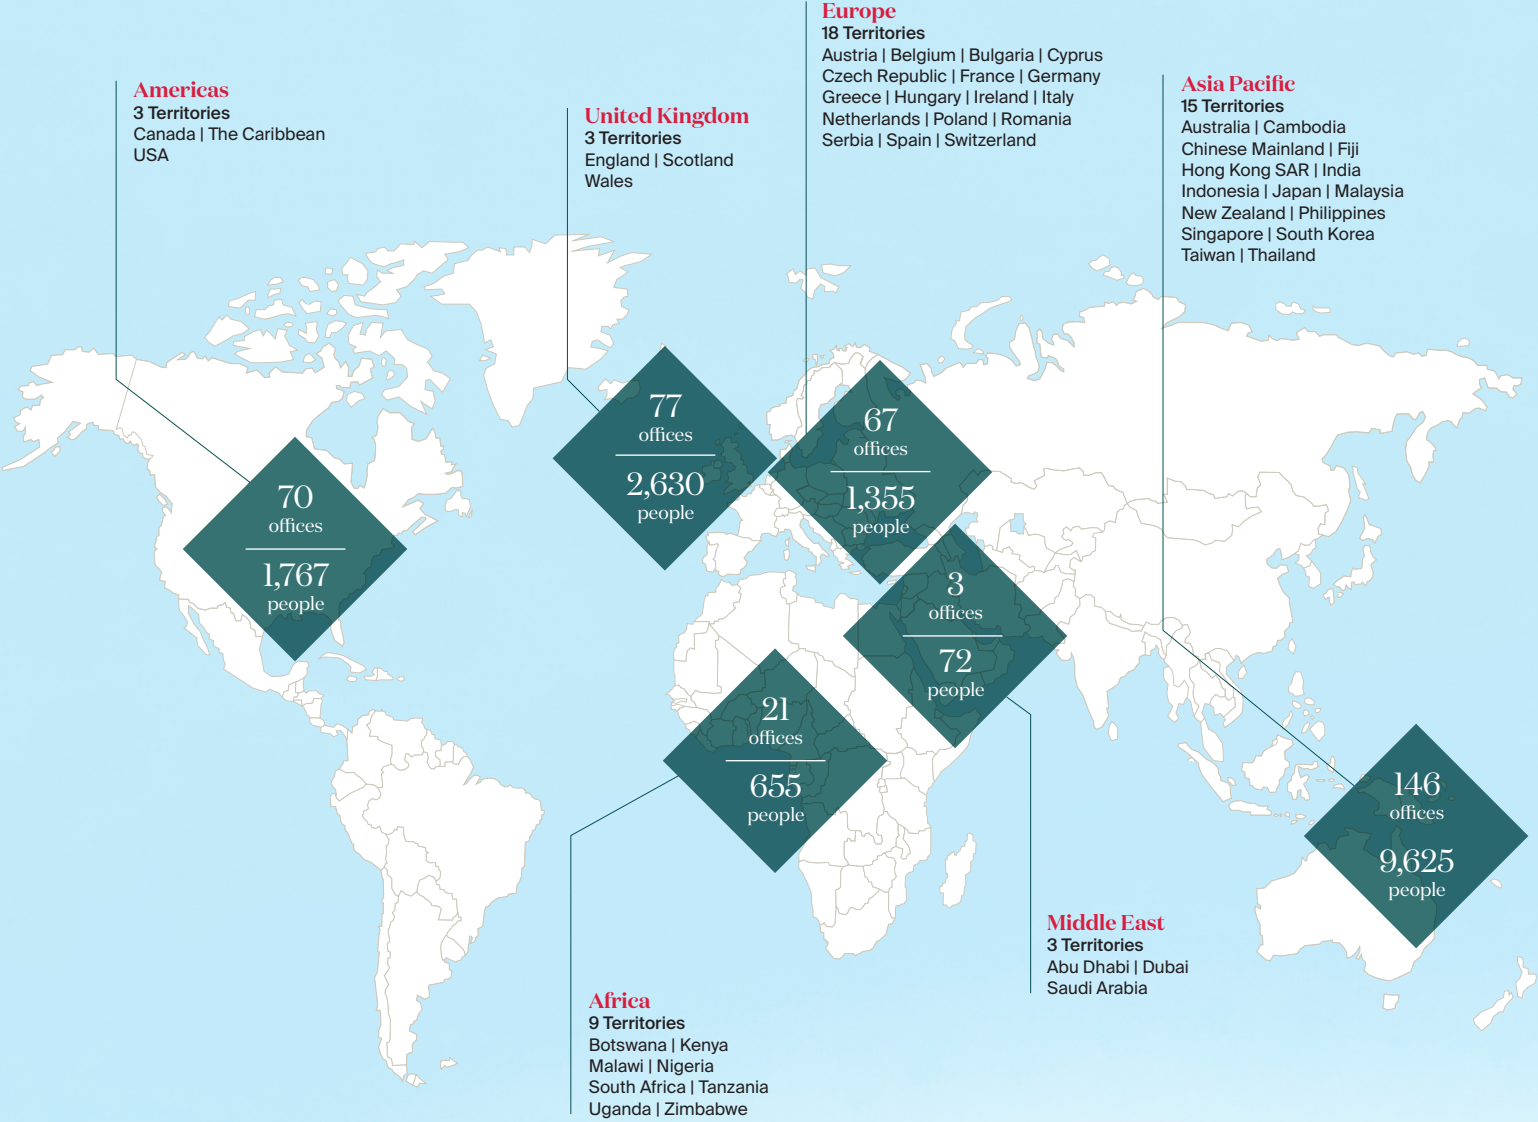 Europe
18 Territories
Austria | Belgium | Bulgaria | Cyprus
Czech Republic | France | Germany
Greece | Hungary | Ireland | Italy
Netherlands | Poland | Romania
Serbia | Spain | Switzerland
Americas
3 Territories
Canada | The Caribbean
USA
United Kingdom
3 Territories
England | Scotland
Wales
Asia Pacific
15 Territories
Australia | Cambodia
Chinese Mainland | Fiji
Hong Kong SAR | India
Indonesia | Japan | Malaysia
New Zealand | Philippines
Singapore | South Korea
Taiwan | Thailand
70
offices
1,767
people
77
offices
2,630
people
67
offices
1,355
people
3
offices
72
people
21
offices
655
people
146
offices
9,625
people
Middle East
3 Territories
Abu Dhabi | Dubai
Saudi Arabia
Africa
9 Territories
Botswana | Kenya
Malawi | Nigeria
South Africa | Tanzania
Uganda | Zimbabwe